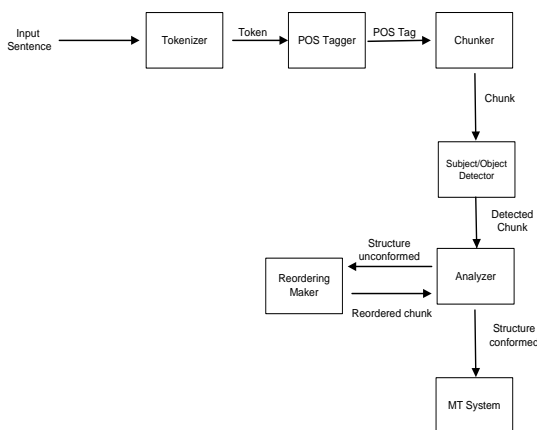 Input
Sentence
Tokenizer
Token
POS Tagger
POS Tag
Chunker
Chunk
Subject/Object
Detector
Detected
Chunk
Structure
unconformed
Analyzer
Reordering
Maker
Reordered chunk
Structure
conformed
MT System